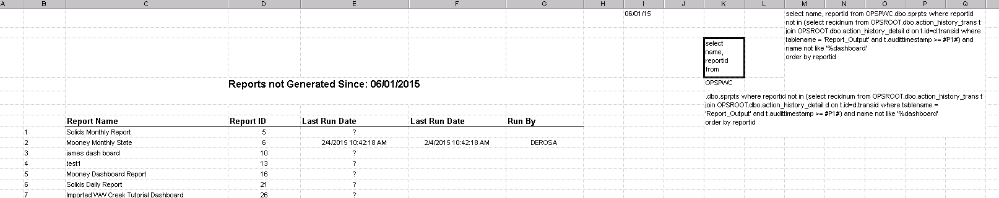 A B C D E F G H I J K L M N O P Q
06/01/15
select name, reportid from OPSPWC.dbo.sprpts where reportid
not in (select recidnum from OPSROOT.dbo.action_history_trans t
join OPSROOT.dbo.action_history_detail d on t.id=d.transid where
tablename = 'Report_Output' and t.audittimestamp >= #P1#) and
name not like '%dashboard'
order by reportid
select
name,
reportid
from
OPSPWC
.dbo.sprpts where reportid not in (select recidnum from OPSROOT.dbo.action_history_trans t
join OPSROOT.dbo.action_history_detail d on t.id=d.transid where tablename =
'Report_Output' and t.audittimestamp >= #P1#) and name not like '%dashboard'
order by reportid
Reports not Generated Since: 06/01/2015
Report Name Report ID Last Run Date Last Run Date Run By
1 Solids Monthly Report 5 ?
2 Mooney Monthly State 6 2/4/2015 10:42:18 AM 2/4/2015 10:42:18 AM DEROSA
3 james dash board 10 ?
4 test1 13 ?
5 Mooney Dashboard Report 16 ?
6 Solids Daily Report 21 ?
7 Imported WW Creek Tutorial Dashboard 26 ?